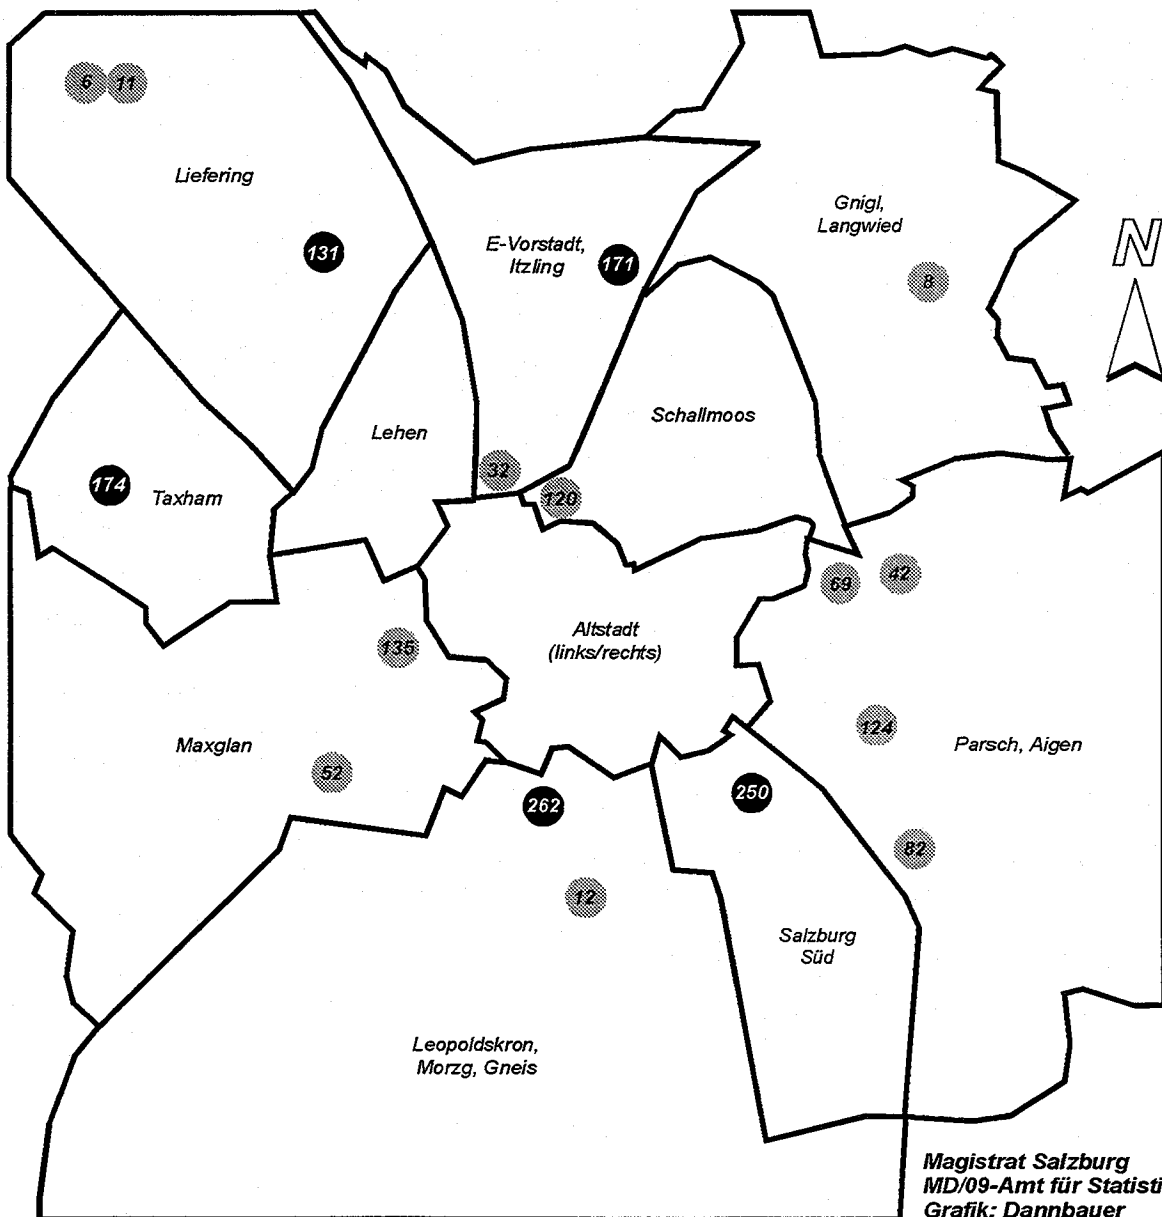 6 11
Liefering
131
E-Vorstadt,
Itzling
171
Gnigl,
Langwied
8
N
Lehen
Schallmoos
32
120
174
Taxham
69
42
135
Altstadt
(links/rechts)
124
Maxglan
52
Parsch, Aigen
262
250
82
12
Salzburg
Süd
Leopoldskron,
Morzg, Gneis
Magistrat Salzburg
MD/09-Amt für Statisti
Grafik: Dannbauer